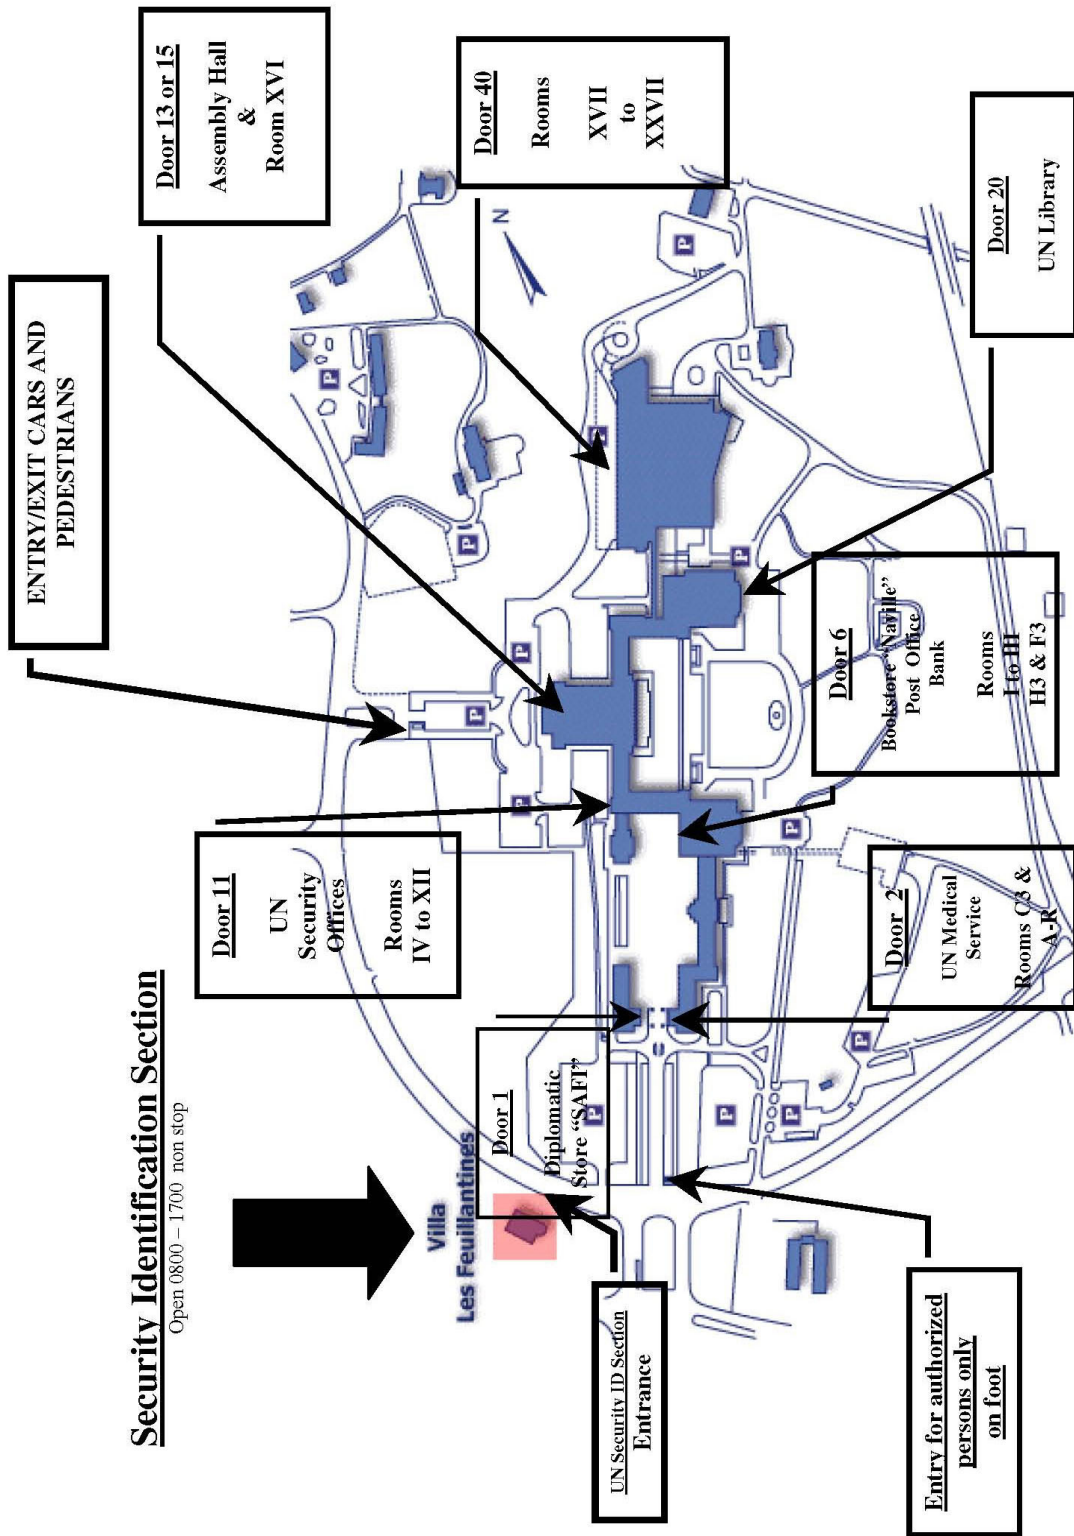 Security Identification Section
Open 0800 – 1700 non stop
Villa
Les Feuillantines
UN Security ID Section
Entrance
Entry for authorized
persons only
on foot
Door 1
Diplomatic
Store “SAFI”
Door 11
UN
Security
Offices
Rooms
IV to XII
ENTRY/EXIT CARS AND
PEDESTRIANS
Door 13 or 15
Assembly Hall
&
Room XVI
Door 40
Rooms
XVII
to
XXVII
N
Door 20
UN Library
Door 6
Bookstore “Naville”
Post Office
Bank
Rooms
I to III
H3 & F3
Door 2
UN Medical
Service
Rooms C3 &
A-R
P
P
P
P
P
P
P
P
P
P
P
P
P